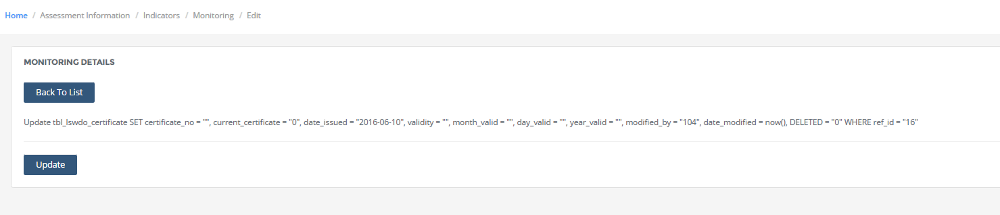 Home / Assessment Information / Indicators / Monitoring / Edit
MONITORING DETAILS
Back To List
Update tbl_lswdo_certificate SET certificate_no = "", current_certificate = "0", date_issued = "2016-06-10", validity = "", month_valid = "", day_valid = "", year_valid = "", modified_by = "104", date_modified = now(), DELETED = "0" WHERE ref_id = "16"
Update